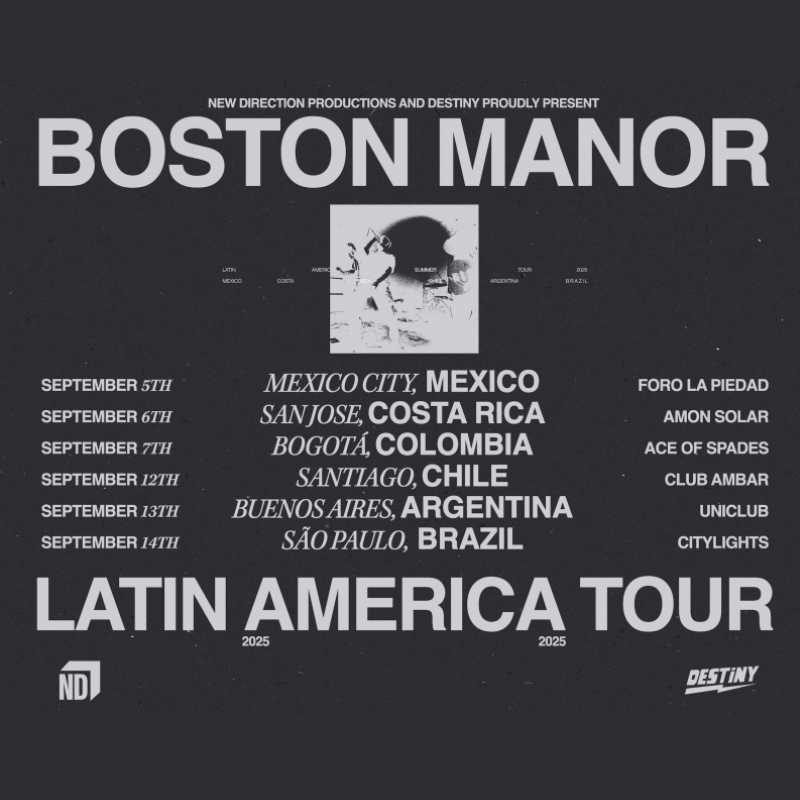 NEW DIRECTION PRODUCTIONS AND DESTINY PROUDLY PRESENT
BOSTON MANOR
LATIN AMERIC SUMMER TOUR 2025
MEXICO COSTA CHILE ARGENTINA BRAZIL
SEPTEMBER 5TH MEXICO CITY, MEXICO FORO LA PIEDAD
SEPTEMBER 6TH SAN JOSE, COSTA RICA AMON SOLAR
SEPTEMBER 7TH BOGOTÁ, COLOMBIA ACE OF SPADES
SEPTEMBER 12TH SANTIAGO, CHILE CLUB AMBAR
SEPTEMBER 13TH BUENOS AIRES, ARGENTINA UNICLUB
SEPTEMBER 14TH SÃO PAULO, BRAZIL CITYLIGHTS
LATIN AMERICA TOUR
2025 2025
ND DESTINY